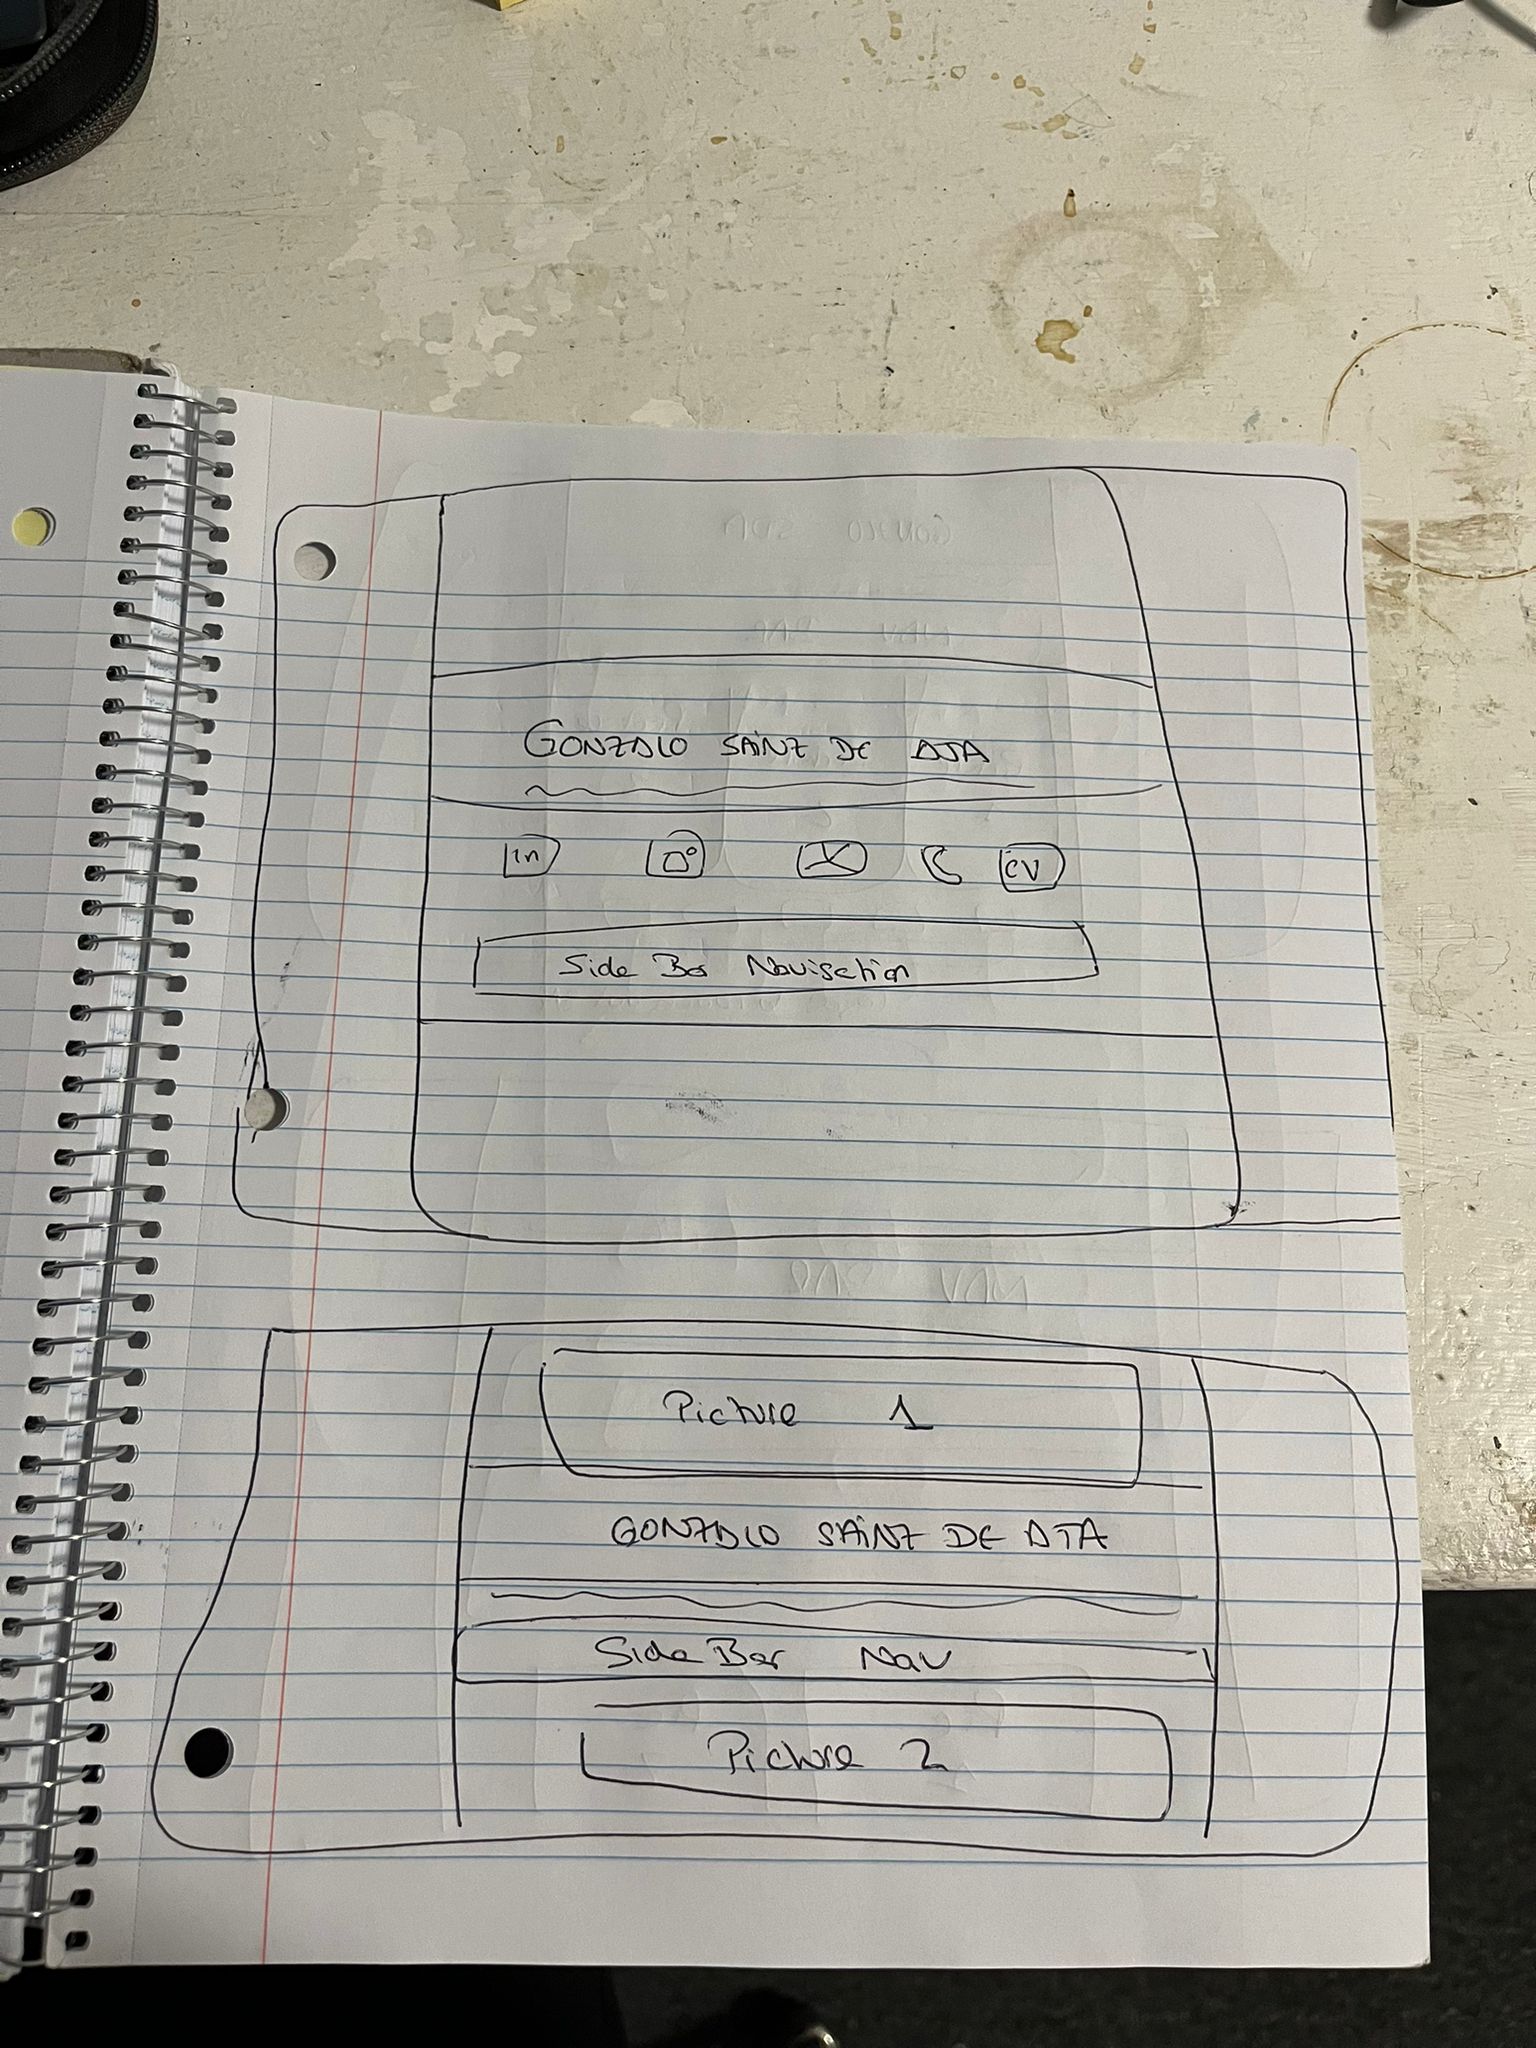 GONZALO SAINZ DE AJA
in CV
Side Bar Navigation
Picture 1
GONZALO SAINZ DE AJA
Side Bar Nav
Picture 2